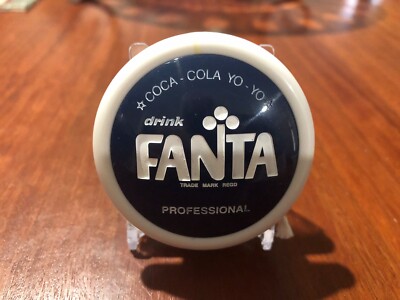 ☆ COCA-COLA YO-YO
drink
FANTA
TRADE MARK REGD
PROFESSIONAL